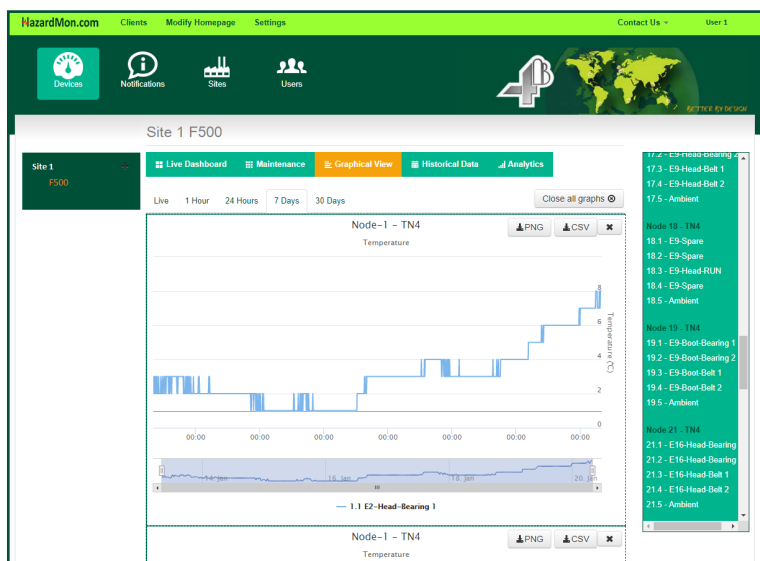 HazardMon.com Clients Modify Homepage Settings Contact Us User 1
Devices Notifications Sites Users
4B
BETTER BY DESIGN
Site 1 F500
Site 1
F500
Live Dashboard Maintenance Graphical View Historical Data Analytics
Live 1 Hour 24 Hours 7 Days 30 Days Close all graphs
Node-1 - TN4
PNG CSV
Temperature
8
6
4
2
0
Temperature (°C)
00:00 00:00 00:00 00:00 00:00 00:00 00:00
14. Jan 16. Jan 18. Jan 20. Jan
1.1 E2-Head-Bearing 1
Node-1 - TN4
PNG CSV
Temperature
17.2 - E9-Head-Bearing 2
17.3 - E9-Head-Belt 1
17.4 - E9-Head-Belt 2
17.5 - Ambient
Node 18 - TN4
18.1 - E9-Spare
18.2 - E9-Spare
18.3 - E9-Head-RUN
18.4 - E9-Spare
18.5 - Ambient
Node 19 - TN4
19.1 - E9-Boot-Bearing 1
19.2 - E9-Boot-Bearing 2
19.3 - E9-Boot-Belt 1
19.4 - E9-Boot-Belt 2
19.5 - Ambient
Node 21 - TN4
21.1 - E16-Head-Bearing
21.2 - E16-Head-Bearing
21.3 - E16-Head-Belt 1
21.4 - E16-Head-Belt 2
21.5 - Ambient